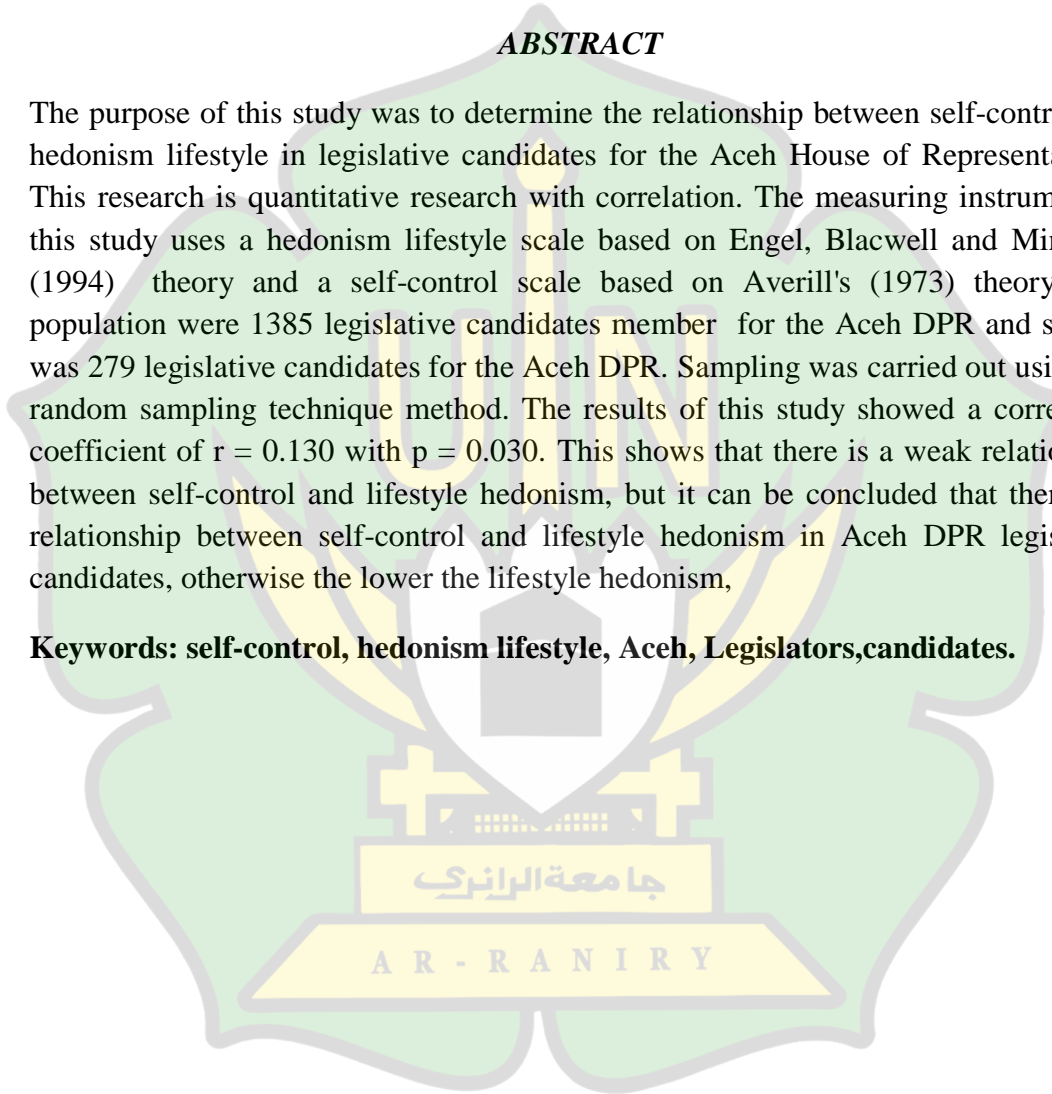 ABSTRACT
The purpose of this study was to determine the relationship between self-contr
hedonism lifestyle in legislative candidates for the Aceh House of Representa
This research is quantitative research with correlation. The measuring instrum
this study uses a hedonism lifestyle scale based on Engel, Blacwell and Mir
(1994) theory and a self-control scale based on Averill's (1973) theory
population were 1385 legislative candidates member for the Aceh DPR and s
was 279 legislative candidates for the Aceh DPR. Sampling was carried out usi
random sampling technique method. The results of this study showed a corre
coefficient of r = 0.130 with p = 0.030. This shows that there is a weak relatio
between self-control and lifestyle hedonism, but it can be concluded that ther
relationship between self-control and lifestyle hedonism in Aceh DPR legis
candidates, otherwise the lower the lifestyle hedonism,
Keywords: self-control, hedonism lifestyle, Aceh, Legislators,candidates.
UIN
جامعة الرانري
AR-RANIRY